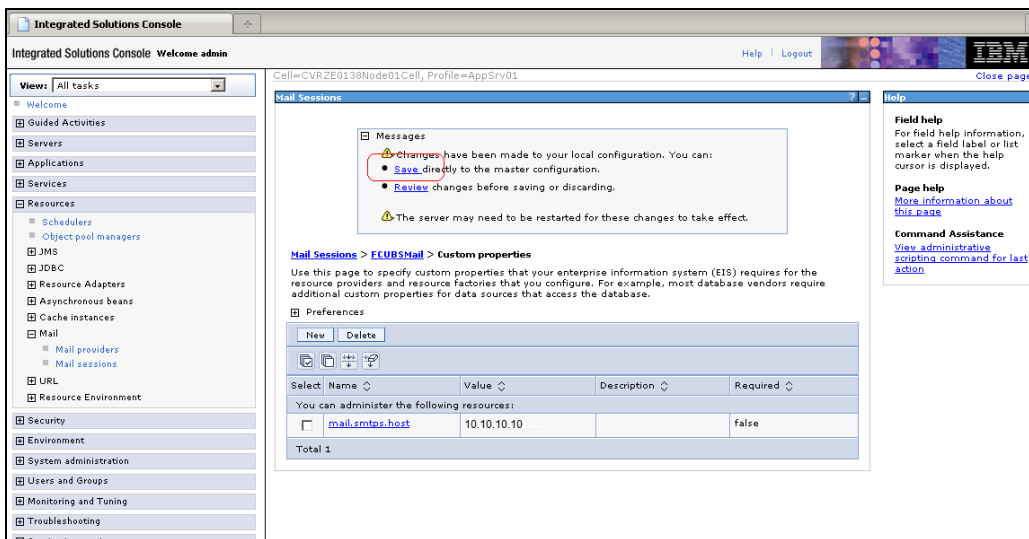 Integrated Solutions Console
Integrated Solutions Console Welcome admin
Help | Logout
IBM
Cell=CVRZE0138Node01Cell, Profile=AppSrv01
Close page
View: All tasks
Welcome
Guided Activities
Servers
Applications
Services
Resources
Schedulers
Object pool managers
JMS
JDBC
Resource Adapters
Asynchronous beans
Cache instances
Mail
Mail providers
Mail sessions
URL
Resource Environment
Security
Environment
System administration
Users and Groups
Monitoring and Tuning
Troubleshooting
Mail Sessions
Messages
Changes have been made to your local configuration. You can:
Save directly to the master configuration.
Review changes before saving or discarding.
The server may need to be restarted for these changes to take effect.
Mail Sessions > FCUBSMail > Custom properties
Use this page to specify custom properties that your enterprise information system (EIS) requires for the
resource providers and resource factories that you configure. For example, most database vendors require
additional custom properties for data sources that access the database.
Preferences
New Delete
Select Name Value Description Required
You can administer the following resources:
mail.smtps.host 10.10.10.10 false
Total 1
Help
Field help
For field help information,
select a field label or list
marker when the help
cursor is displayed.
Page help
More information about
this page
Command Assistance
View administrative
scripting command for last
action